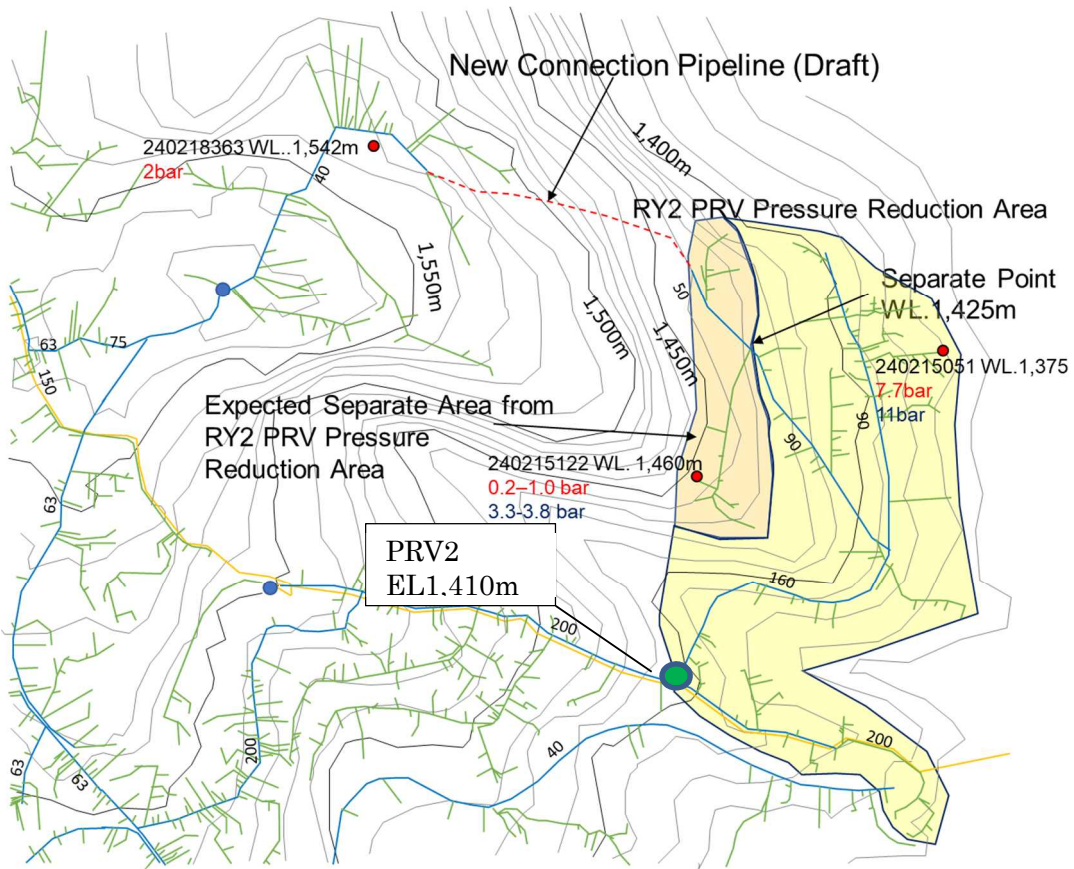 New Connection Pipeline (Draft)
1,400m
240218363 WL..1,542m
2bar
40
RY2 PRV Pressure Reduction Area
1,550m
Separate Point
WL.1,425m
50
1,500m
1,450m
63
75
150
240215051 WL.1,375
7.7bar
11bar
90
90
Expected Separate Area from
RY2 PRV Pressure
Reduction Area
240215122 WL. 1,460m
0.2–1.0 bar
3.3-3.8 bar
63
PRV2
EL1,410m
160
200
200
40
200
63
63